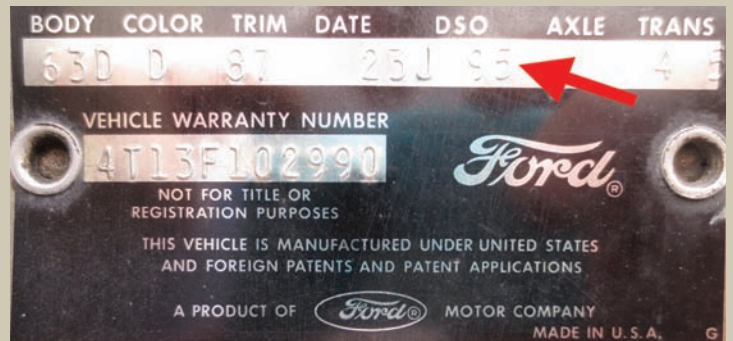 BODY COLOR TRIM DATE DSO AXLE TRANS
63D D 87 23J 95 4 5
VEHICLE WARRANTY NUMBER
4T13F102990
Ford®
NOT FOR TITLE OR
REGISTRATION PURPOSES
THIS VEHICLE IS MANUFACTURED UNDER UNITED STATES
AND FOREIGN PATENTS AND PATENT APPLICATIONS
A PRODUCT OF Ford® MOTOR COMPANY
MADE IN U.S.A. G